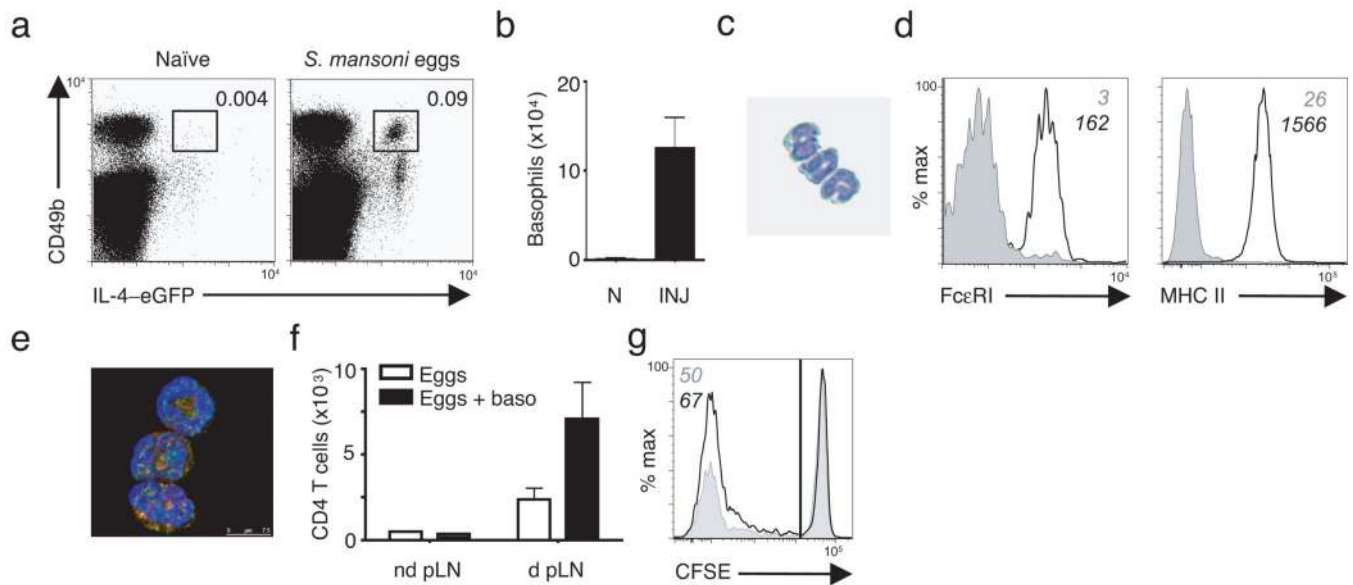 a
Naïve
S. mansoni eggs
10⁴
0.004
0.09
CD49b
10⁴
10⁴
IL-4–eGFP
b
20
10
0
Basophils (x10⁴)
N
INJ
c
d
100
3
162
26
1566
% max
10⁴
10⁵
FcεRI
MHC II
e
f
10
5
0
CD4 T cells (x10³)
Eggs
Eggs + baso
nd pLN
d pLN
g
100
50
67
% max
10⁵
CFSE